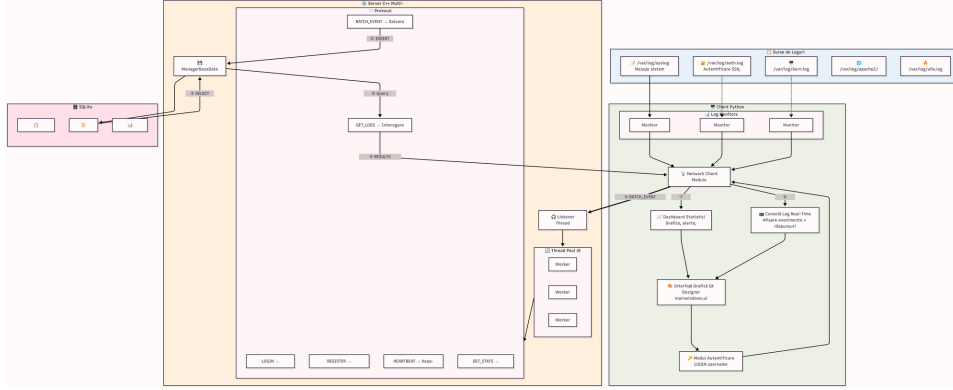 Server C++ Multi-
Protocol
BATCH_EVENT → Salvare
① INSERT
ManagerBazaDate
② SELECT
④ Query
GET_LOGS → Interogare
⑤ RESULTS
SQLite
Listener
Thread
Thread Pool
Worker
Worker
Worker
LOGIN →
REGISTER →
HEARTBEAT → Keep-
GET_STATS →
Surse de Loguri
/var/log/syslog
Mesaje sistem
/var/log/auth.log
Autentificare SSH,
/var/log/kern.log
/var/log/apache2/
/var/log/ufw.log
Client Python
Log Monitors
Monitor
Monitor
Monitor
Network Client
Module
BATCH_EVENT
Dashboard Statistici
Grafice, alerte,
Consolă Log Real-Time
Afișare evenimente +
răspunsuri
Interfață Grafică Qt
Designer
mainwindows.ui
Modul Autentificare
LOGIN username